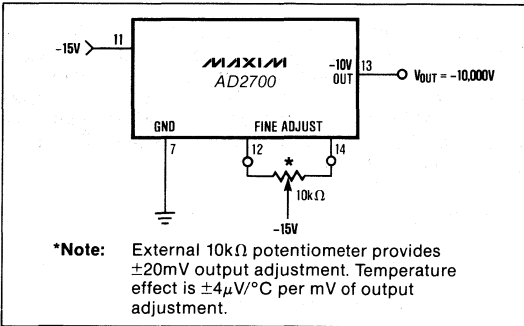 11
-15V
MAXIM
AD2700
-10V
OUT
13
VOUT = -10,000V
GND
FINE ADJUST
7
12
*
14
10kΩ
-15V
*Note: External 10kΩ potentiometer provides
±20mV output adjustment. Temperature
effect is ±4µV/°C per mV of output
adjustment.